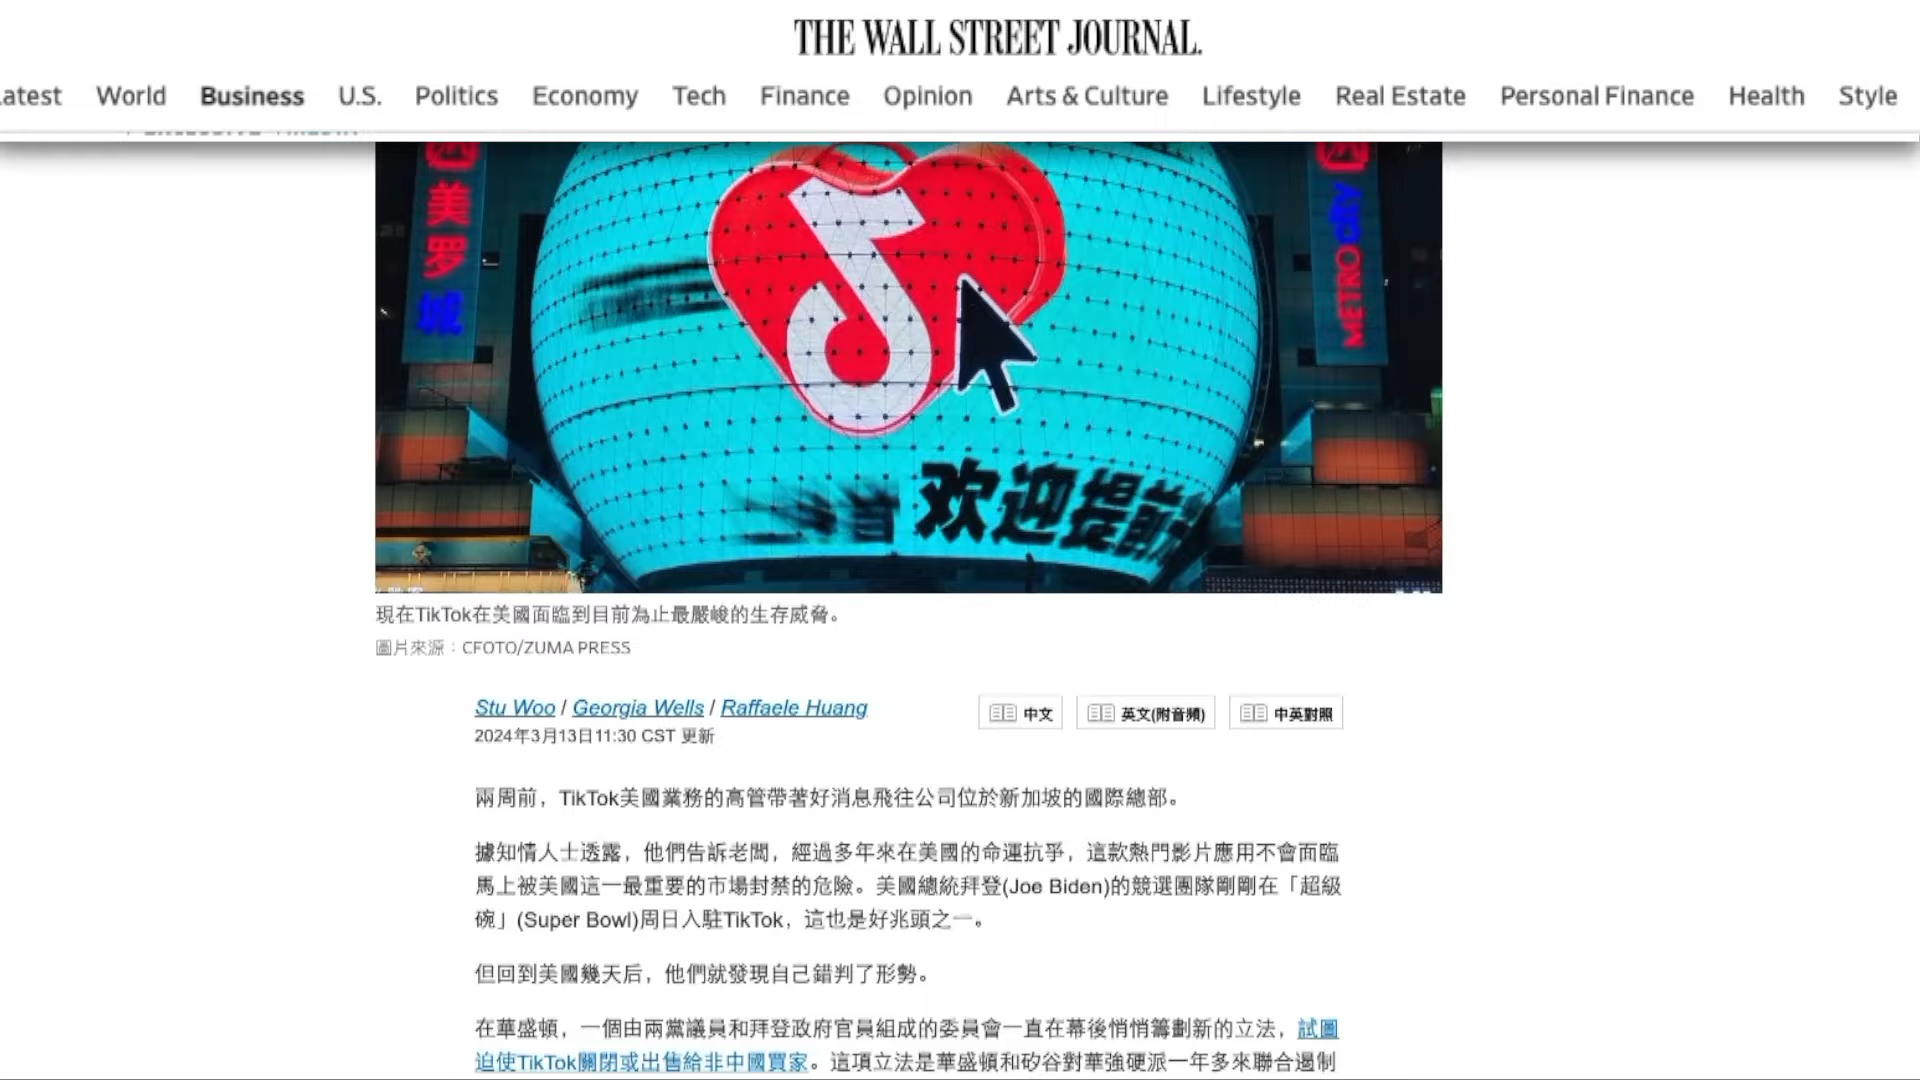 THE WALL STREET JOURNAL.
Latest World Business U.S. Politics Economy Tech Finance Opinion Arts & Culture Lifestyle Real Estate Personal Finance Health Style
美罗城
METROCITY
欢迎提前
現在TikTok在美國面臨到目前為止最嚴峻的生存威脅。
圖片來源：CFOTO/ZUMA PRESS
Stu Woo / Georgia Wells / Raffaele Huang
中文
英文(附音頻)
中英對照
2024年3月13日11:30 CST 更新
兩周前，TikTok美國業務的高管帶著好消息飛往公司位於新加坡的國際總部。
據知情人士透露，他們告訴老闆，經過多年來在美國的命運抗爭，這款熱門影片應用不會面臨
馬上被美國這一最重要的市場封禁的危險。美國總統拜登(Joe Biden)的競選團隊剛剛在「超級
碗」(Super Bowl)周日入駐TikTok，這也是好兆頭之一。
但回到美國幾天后，他們就發現自己錯判了形勢。
在華盛頓，一個由兩黨議員和拜登政府官員組成的委員會一直在幕後悄悄籌劃新的立法，試圖
迫使TikTok關閉或出售給非中國買家。這項立法是華盛頓和矽谷對華強硬派一年多來聯合遏制